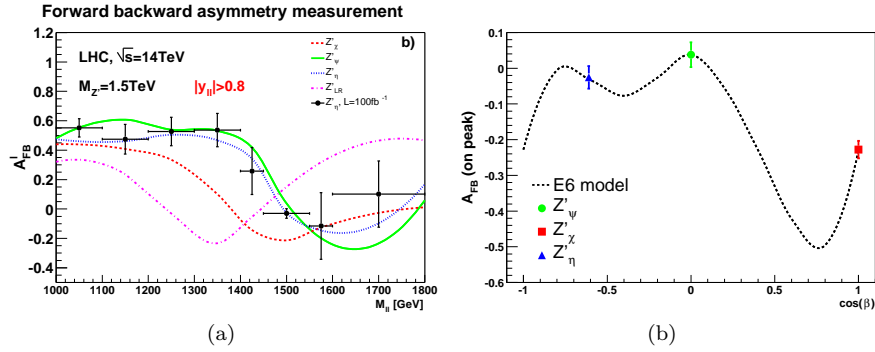 Forward backward asymmetry measurement
A^l_FB
1
0.8
0.6
0.4
0.2
0
-0.2
-0.4
LHC, √s=14TeV
M_Z'=1.5TeV
|y_ll|>0.8
b)
Z'_χ
Z'_ψ
Z'_η
Z'_LR
Z'_η, L=100fb⁻¹
1000 1100 1200 1300 1400 1500 1600 1700 1800
M_ll [GeV]
(a)
A_FB (on peak)
0.1
0
-0.1
-0.2
-0.3
-0.4
-0.5
-0.6
E6 model
Z'_ψ
Z'_χ
Z'_η
-1 -0.5 0 0.5 1
cos(β)
(b)